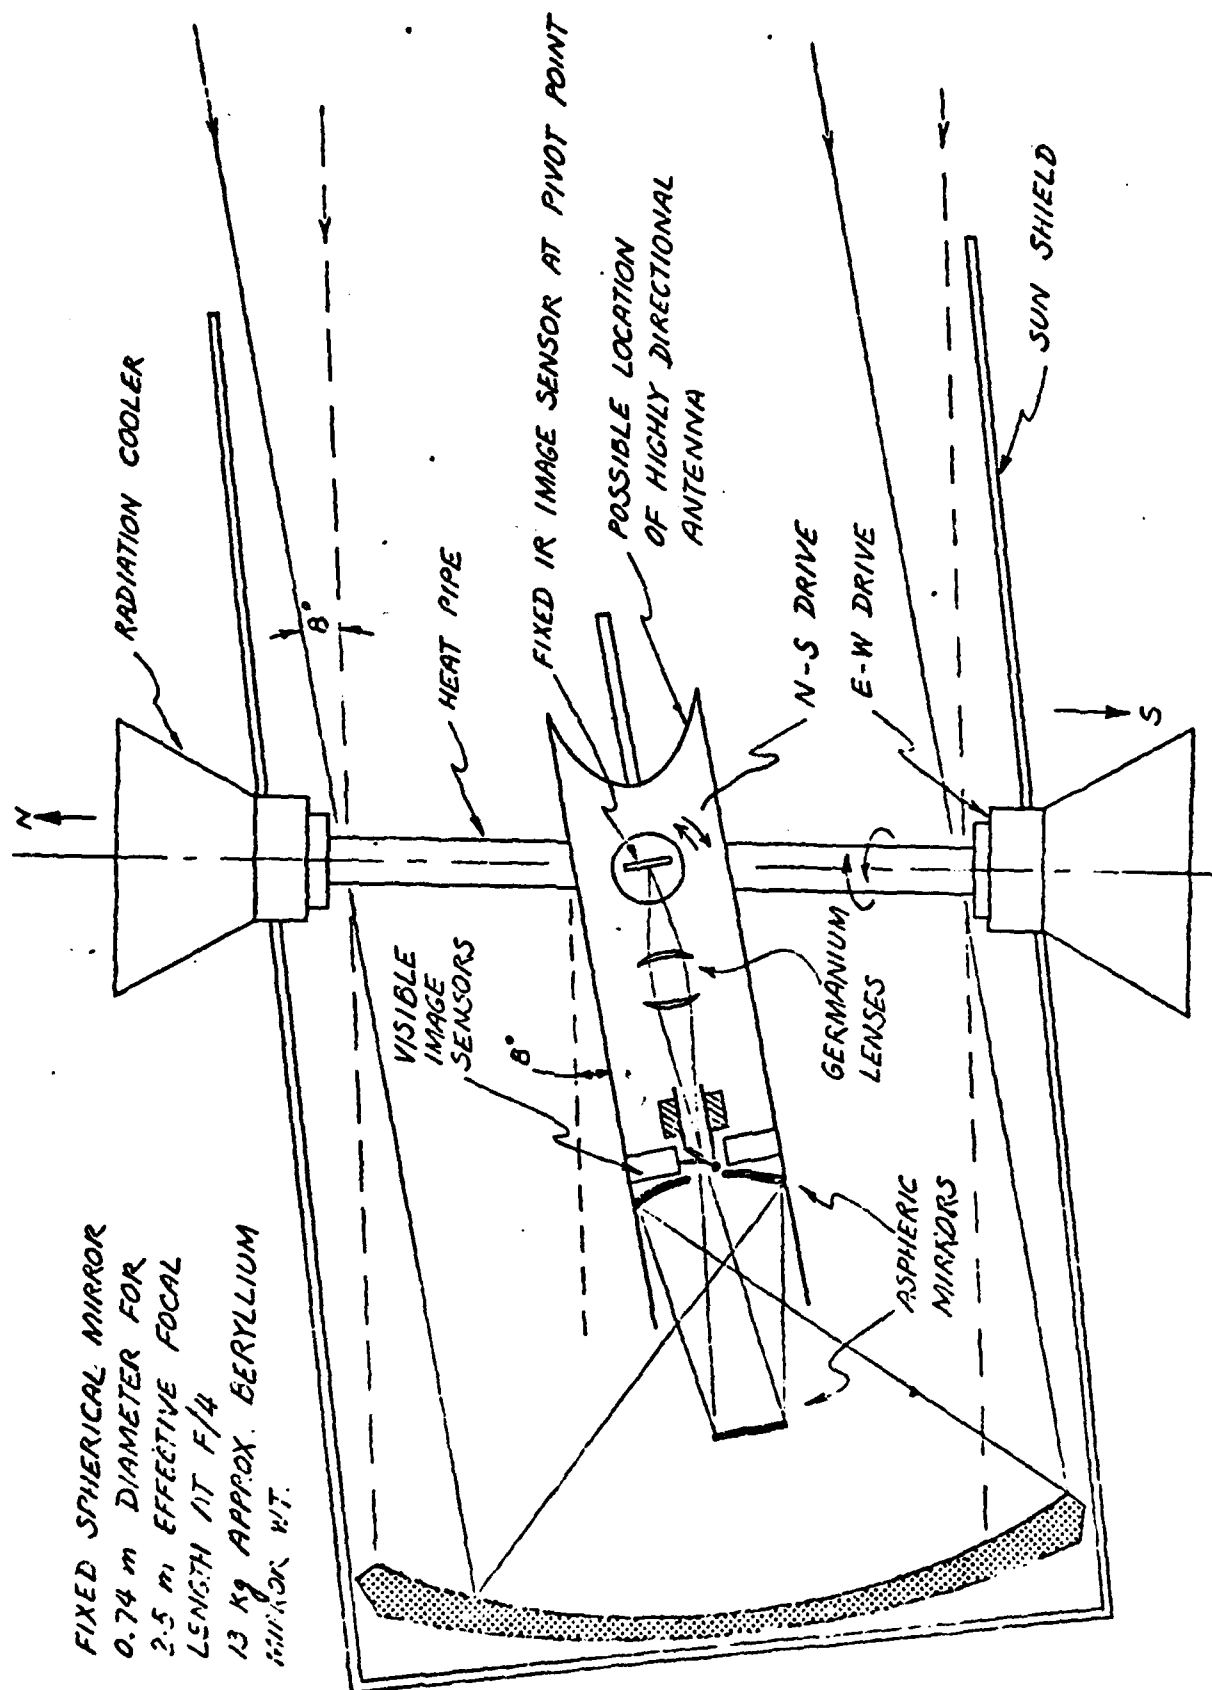 FIXED SPHERICAL MIRROR
0.74 m DIAMETER FOR
2.5 m EFFECTIVE FOCAL
LENGTH AT F/4
13 Kg APPROX. BERYLLIUM
MIRROR WT.
N
RADIATION COOLER
8°
HEAT PIPE
FIXED IR IMAGE SENSOR AT PIVOT POINT
POSSIBLE LOCATION
OF HIGHLY DIRECTIONAL
ANTENNA
VISIBLE
IMAGE
SENSORS
8°
N-S DRIVE
E-W DRIVE
GERMANIUM
LENSES
ASPHERIC
MIRRORS
SUN SHIELD
S